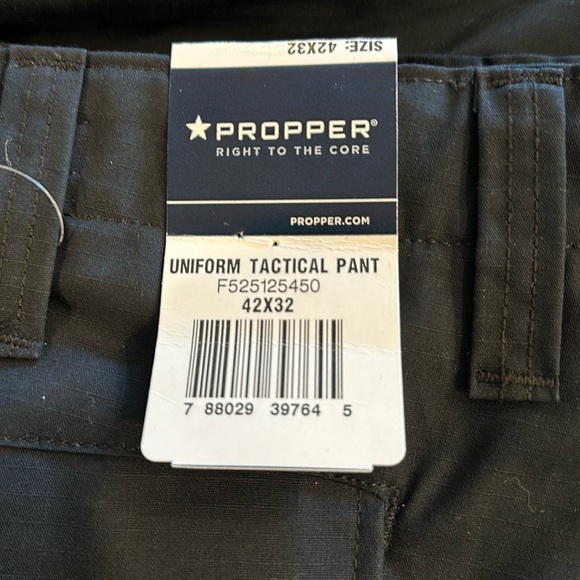 SIZE: 42X32
PROPPER®
RIGHT TO THE CORE
PROPPER.COM
UNIFORM TACTICAL PANT
F525125450
42X32
7 88029 39764 5